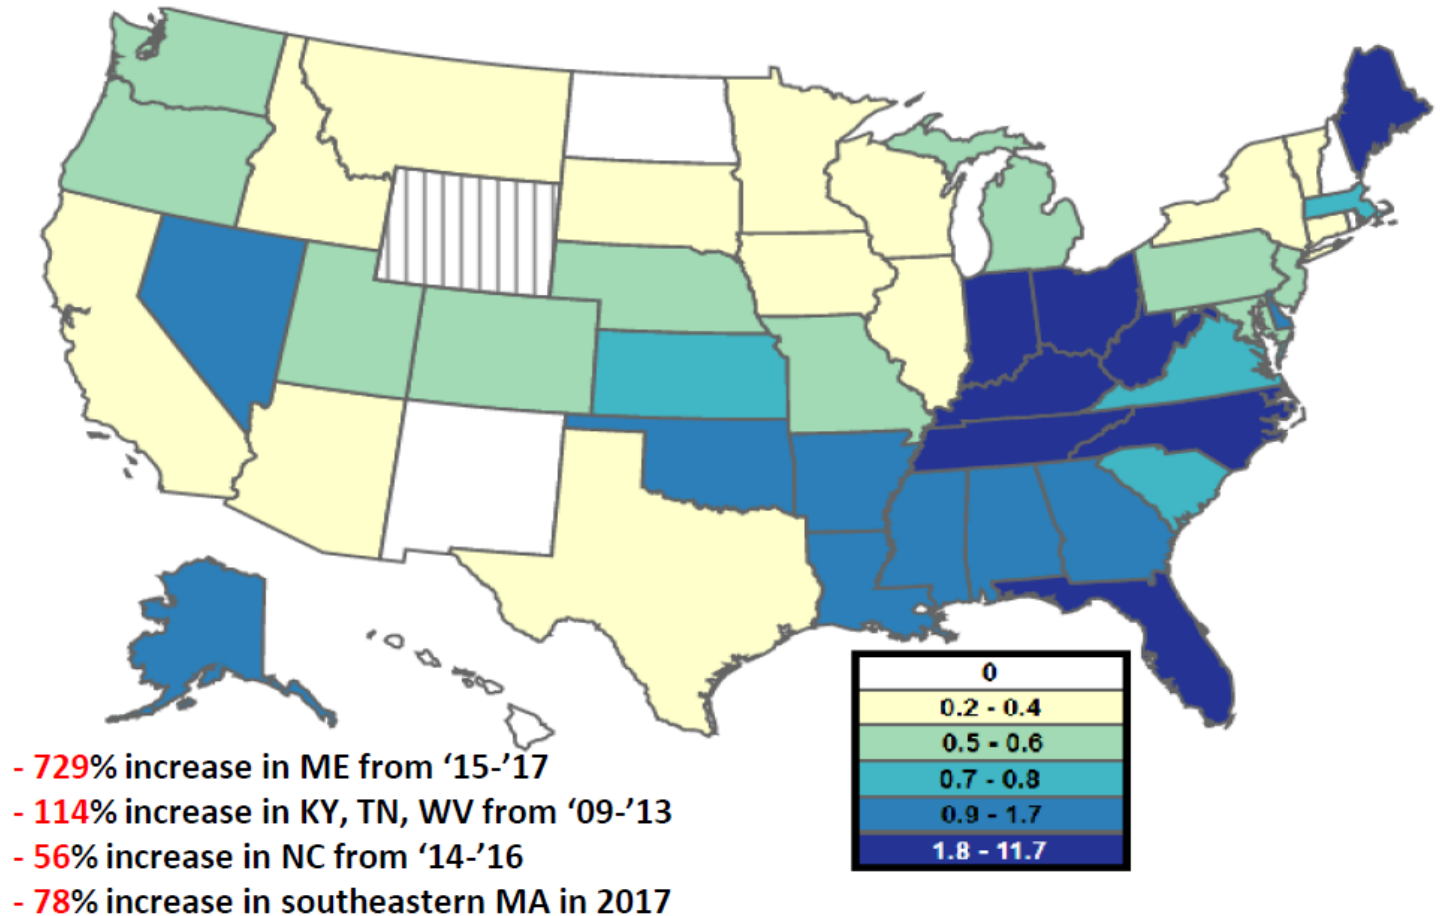 0
0.2 - 0.4
0.5 - 0.6
0.7 - 0.8
0.9 - 1.7
1.8 - 11.7
- 729% increase in ME from ‘15-’17
- 114% increase in KY, TN, WV from ‘09-’13
- 56% increase in NC from ‘14-’16
- 78% increase in southeastern MA in 2017